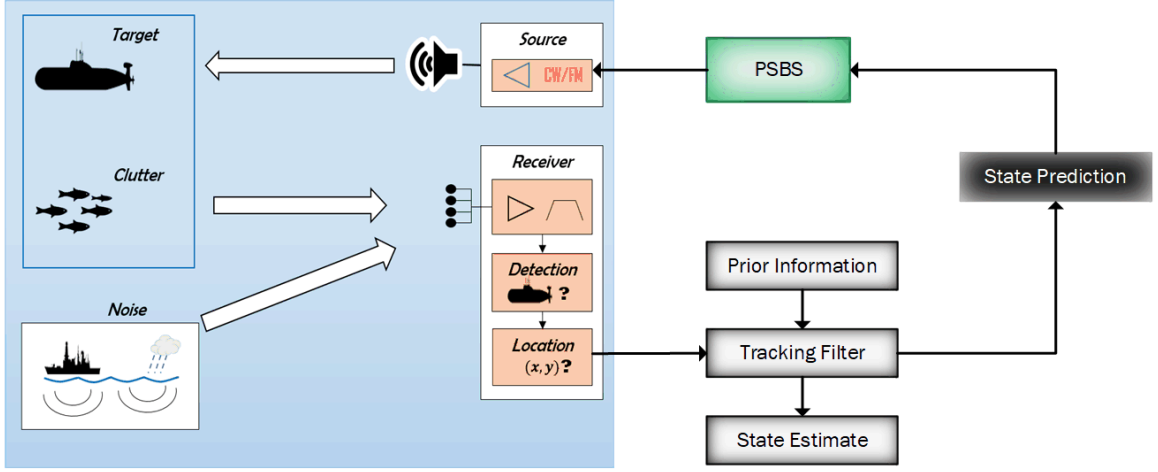 Target
Source
CW/FM
PSBS
Clutter
Receiver
State Prediction
Detection
?
Prior Information
Noise
Location
(x, y)?
Tracking Filter
State Estimate